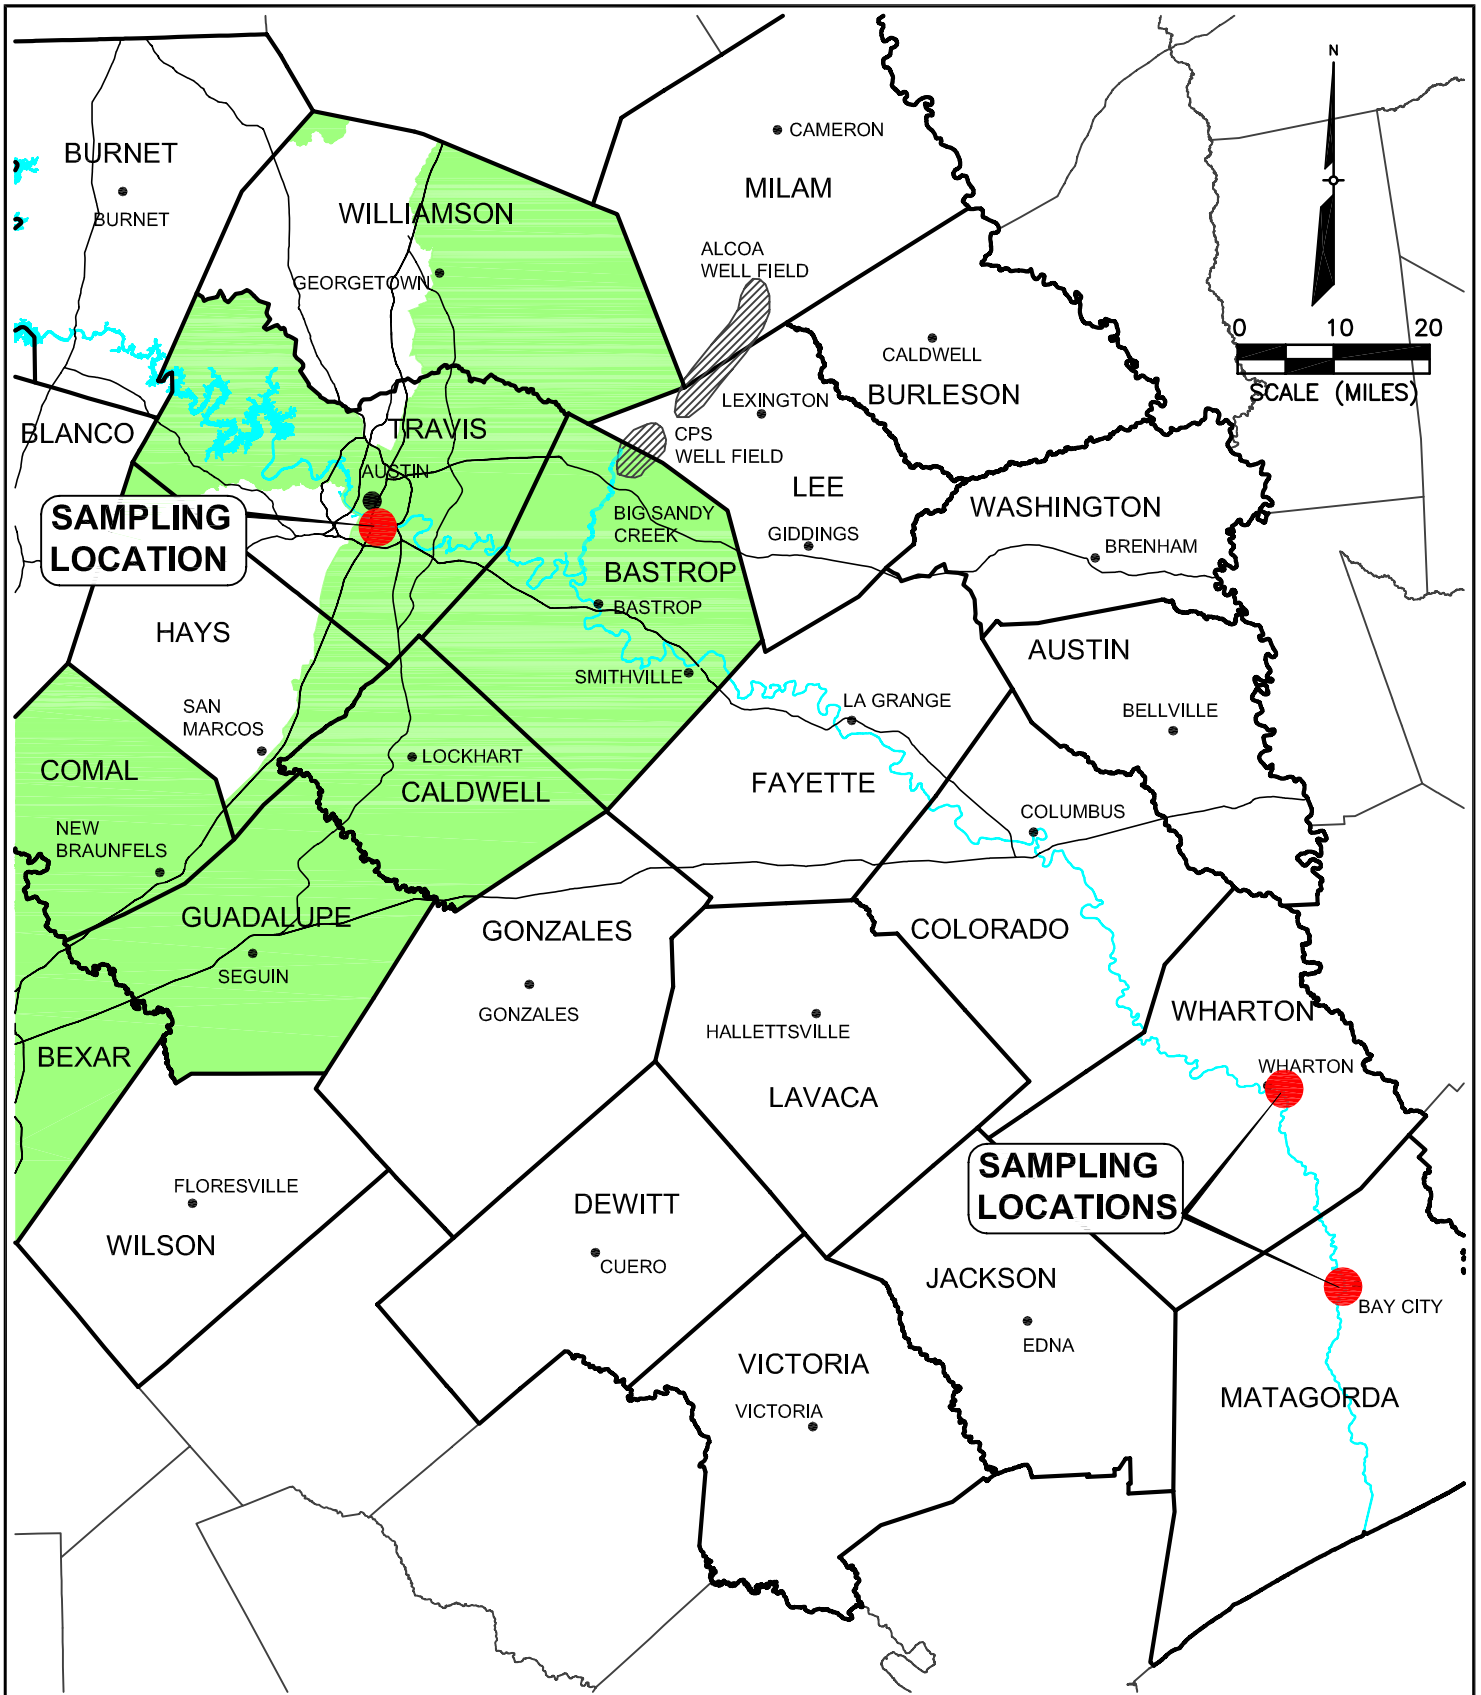 N
CAMERON
BURNET
MILAM
BURNET
WILLIAMSON
ALCOA
WELL FIELD
GEORGETOWN
0 10 20
SCALE (MILES)
CALDWELL
BURLESON
LEXINGTON
BLANCO
TRAVIS
CPS
WELL FIELD
AUSTIN
LEE
WASHINGTON
SAMPLING
LOCATION
BIG SANDY
CREEK
GIDDINGS
BRENHAM
BASTROP
BASTROP
HAYS
AUSTIN
SMITHVILLE
SAN
MARCOS
LA GRANGE
BELLVILLE
LOCKHART
COMAL
CALDWELL
FAYETTE
COLUMBUS
NEW
BRAUNFELS
GUADALUPE
GONZALES
COLORADO
SEGUIN
GONZALES
HALLETTSVILLE
WHARTON
BEXAR
WHARTON
LAVACA
SAMPLING
LOCATIONS
FLORESVILLE
DEWITT
WILSON
CUERO
JACKSON
BAY CITY
EDNA
VICTORIA
MATAGORDA
VICTORIA